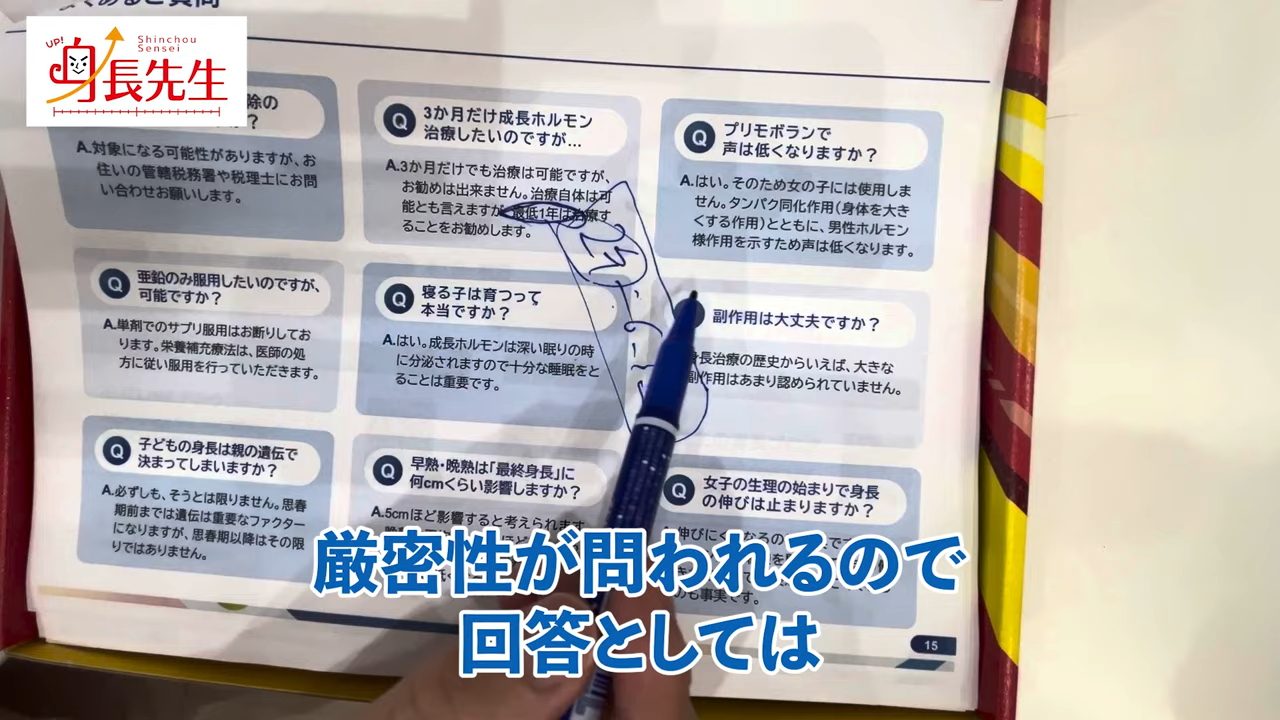 よくあるご質問
UP!
Shinchou
Sensei
身長先生
除の
？
A.対象になる可能性がありますが、お
住いの管轄税務署や税理士にお問
い合わせお願いします。
Q
3か月だけ成長ホルモン
治療したいのですが…
A.3か月だけでも治療は可能ですが、
お勧めは出来ません。治療自体は可
能とも言えますが、最低1年は治療す
ることをお勧めします。
Q
プリモボランで
声は低くなりますか？
A.はい。そのため女の子には使用しま
せん。タンパク同化作用(身体を大き
くする作用)とともに、男性ホルモン
様作用を示すため声は低くなります。
Q
亜鉛のみ服用したいのですが、
可能ですか？
A.単剤でのサプリ服用はお断りしてお
ります。栄養補充療法は、医師の処
方に従い服用を行っていただきます。
Q
寝る子は育つって
本当ですか？
A.はい。成長ホルモンは深い眠りの時
に分泌されますので十分な睡眠をと
ることは重要です。
副作用は大丈夫ですか？
身長治療の歴史からいえば、大きな
副作用はあまり認められていません。
Q
子どもの身長は親の遺伝で
決まってしまいますか？
A.必ずしも、そうとは限りません。思春
期前までは遺伝は重要なファクター
になりますが、思春期以降はその限
りではありません。
Q
早熟・晩熟は「最終身長」に
何cmくらい影響しますか？
A.5cmほど影響すると考えられます
Q
女子の生理の始まりで身長
の伸びは止まりますか？
伸びにく
事実です。
厳密性が問われるので
回答としては
15